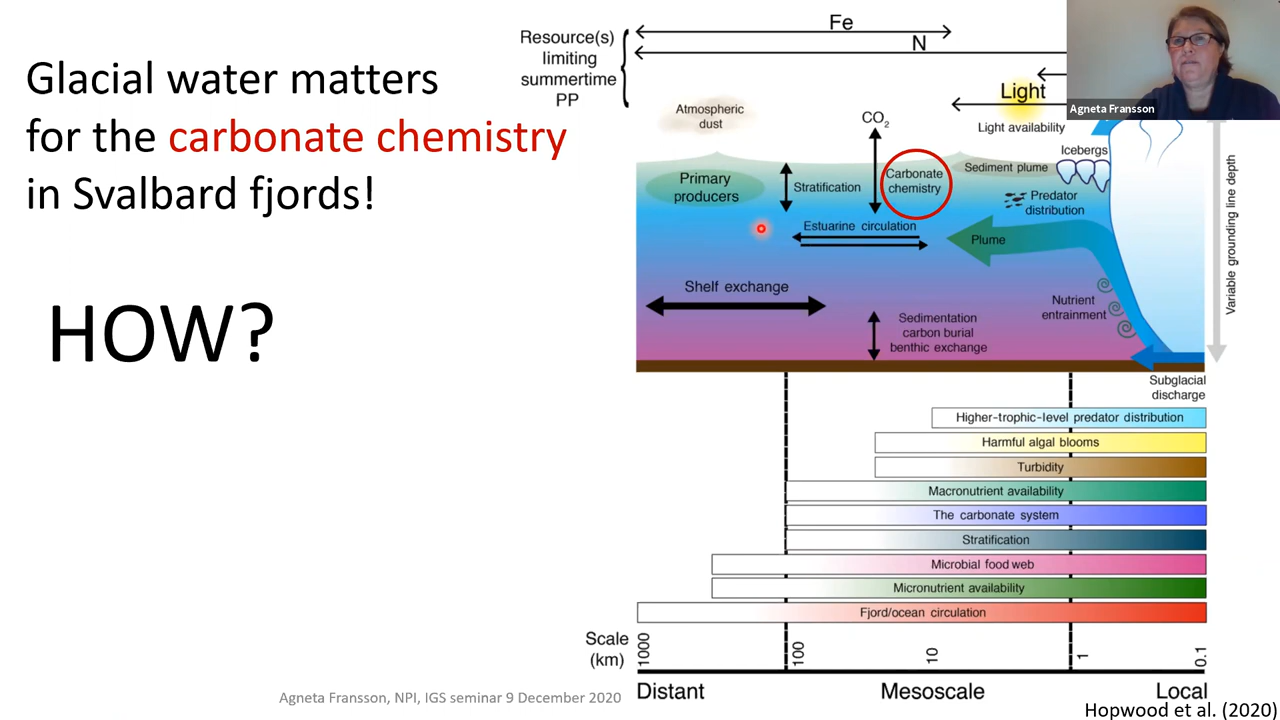 Glacial water matters
for the carbonate chemistry
in Svalbard fjords!
HOW?
Resource(s)
limiting
summertime
PP
Fe
N
Light
Agneta Fransson
Atmospheric
dust
CO2
Light availability
Icebergs
Primary
producers
Stratification
Carbonate
chemistry
Sediment plume
Predator
distribution
Estuarine circulation
Plume
Shelf exchange
Nutrient
entrainment
Sedimentation
carbon burial
benthic exchange
Variable grounding line depth
Subglacial
discharge
Higher-trophic-level predator distribution
Harmful algal blooms
Turbidity
Macronutrient availability
The carbonate system
Stratification
Microbial food web
Micronutrient availability
Fjord/ocean circulation
Scale
(km)
1000
100
10
1
0.1
Distant
Mesoscale
Local
Agneta Fransson, NPI, IGS seminar 9 December 2020
Hopwood et al. (2020)